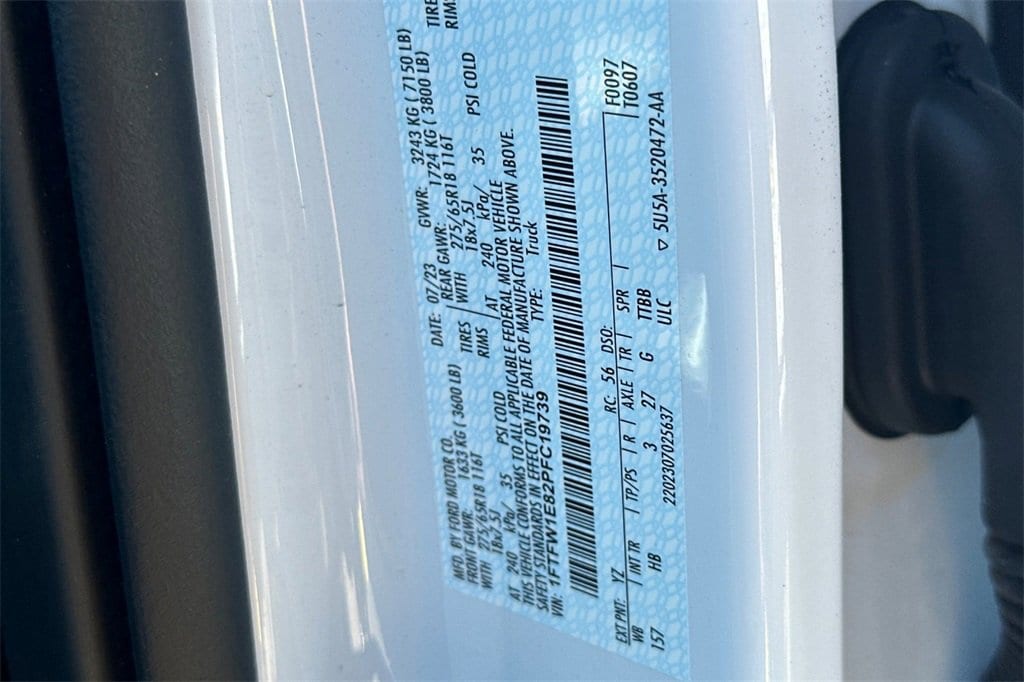 MFD. BY FORD MOTOR CO. DATE: 07/23 GVWR: 3243 KG ( 7150 LB)
FRONT GAWR: 1633 KG ( 3600 LB) REAR GAWR: 1724 KG ( 3800 LB)
WITH 275/65R18 116T TIRES WITH 275/65R18 116T TIRES
18x7.5J RIMS 18x7.5J RIMS
AT 240 kPa/ 35 PSI COLD AT 240 kPa/ 35 PSI COLD
THIS VEHICLE CONFORMS TO ALL APPLICABLE FEDERAL MOTOR VEHICLE
SAFETY STANDARDS IN EFFECT ON THE DATE OF MANUFACTURE SHOWN ABOVE.
VIN: 1FTFW1E82PFC19739 TYPE: Truck
EXT PNT: YZ RC: 56 DSO: F0097
WB INT TR TP/PS R AXLE TR SPR T0607
157 HB 3 27 G TTBB
2202307025637 ULC ▽ 5U5A-3520472-AA